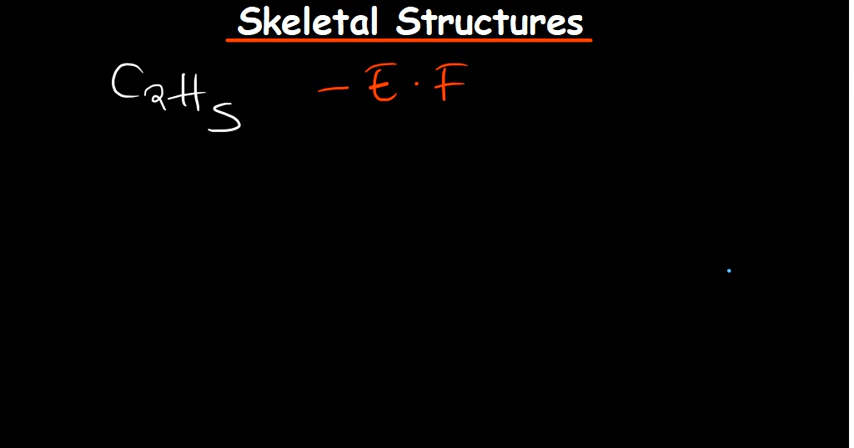 Skeletal Structures
C₂H₅ - E.F